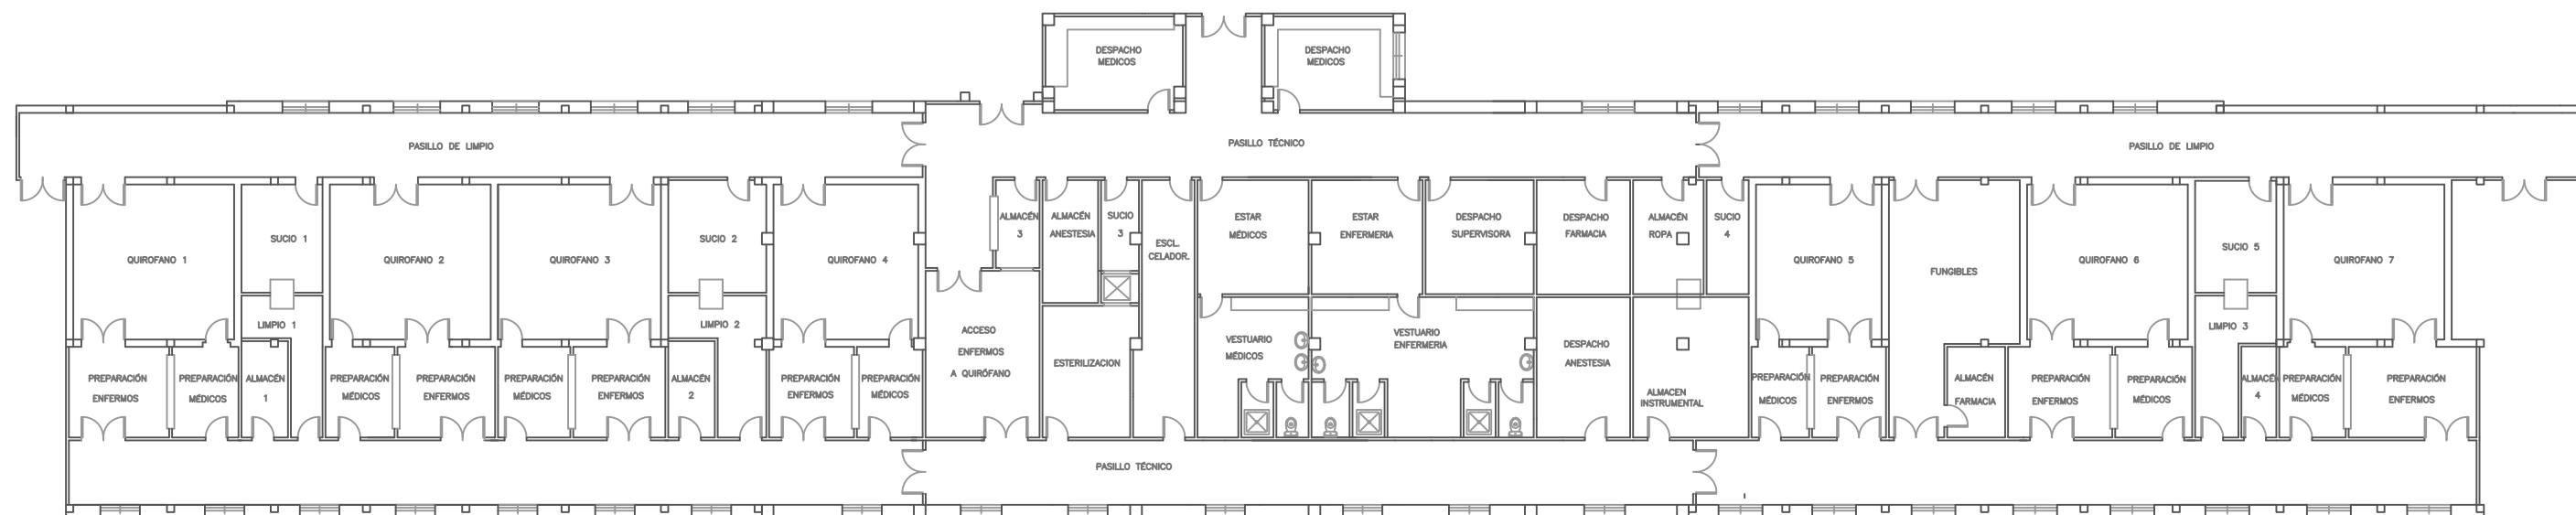 DESPACHO
MEDICOS
DESPACHO
MEDICOS
PASILLO DE LIMPIO
PASILLO TÉCNICO
PASILLO DE LIMPIO
QUIROFANO 1
SUCIO 1
LIMPIO 1
QUIROFANO 2
QUIROFANO 3
SUCIO 2
LIMPIO 2
QUIROFANO 4
ALMACÉN
3
ALMACÉN
ANESTESIA
SUCIO
3
ESCL.
CELADOR.
ESTAR
MÉDICOS
ESTAR
ENFERMERIA
DESPACHO
SUPERVISORA
DESPACHO
FARMACIA
ALMACÉN
ROPA
SUCIO
4
QUIROFANO 5
FUNGIBLES
QUIROFANO 6
SUCIO 5
LIMPIO 3
QUIROFANO 7
PREPARACIÓN
ENFERMOS
PREPARACIÓN
MÉDICOS
ALMACÉN
1
PREPARACIÓN
MÉDICOS
PREPARACIÓN
ENFERMOS
PREPARACIÓN
MÉDICOS
PREPARACIÓN
ENFERMOS
ALMACÉN
2
PREPARACIÓN
ENFERMOS
PREPARACIÓN
MÉDICOS
ACCESO
ENFERMOS
A QUIRÓFANO
ESTERILIZACION
VESTUARIO
MÉDICOS
VESTUARIO
ENFERMERIA
DESPACHO
ANESTESIA
ALMACEN
INSTRUMENTAL
PREPARACIÓN
MÉDICOS
PREPARACIÓN
ENFERMOS
ALMACÉN
FARMACIA
PREPARACIÓN
ENFERMOS
PREPARACIÓN
MÉDICOS
ALMACÉN
4
PREPARACIÓN
MÉDICOS
PREPARACIÓN
ENFERMOS
PASILLO TÉCNICO